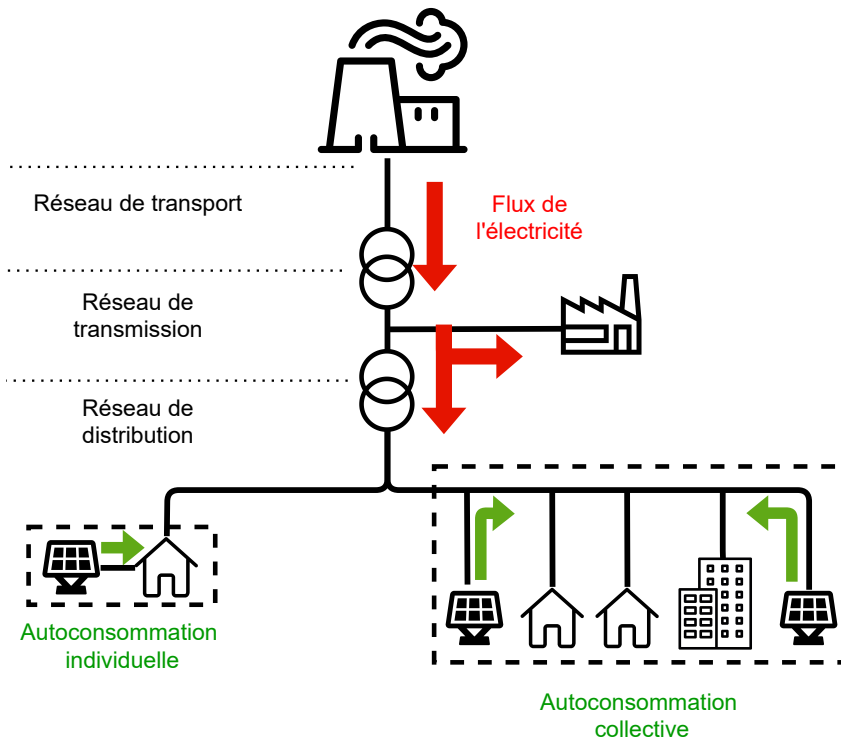 Réseau de transport
Flux de
l'électricité
Réseau de
transmission
Réseau de
distribution
Autoconsommation
individuelle
Autoconsommation
collective